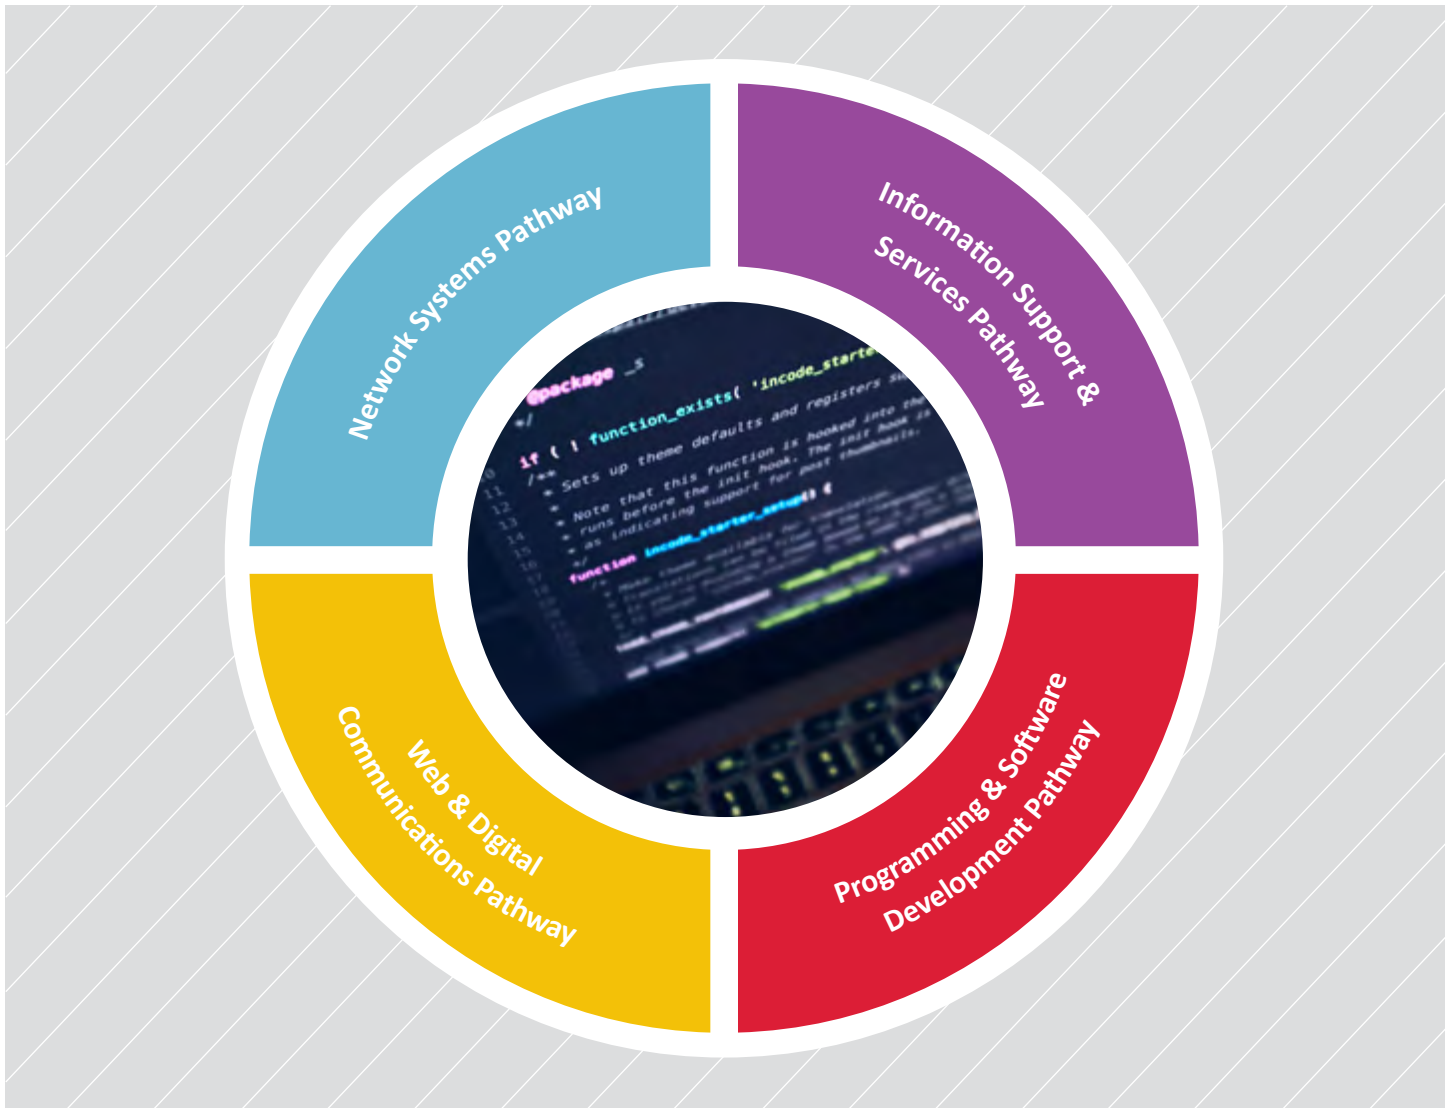 Network Systems Pathway
Information Support &
Services Pathway
@package _s
*/
if ( ! function_exists( 'incode_starte
/**
* Sets up theme defaults and registers
* Note that this function is hooked into the
* runs before the init hook. The init hook is
* as indicating support for post thumbnails.
*/
function incode_starter_setup() {
Web & Digital
Communications Pathway
Programming & Software
Development Pathway